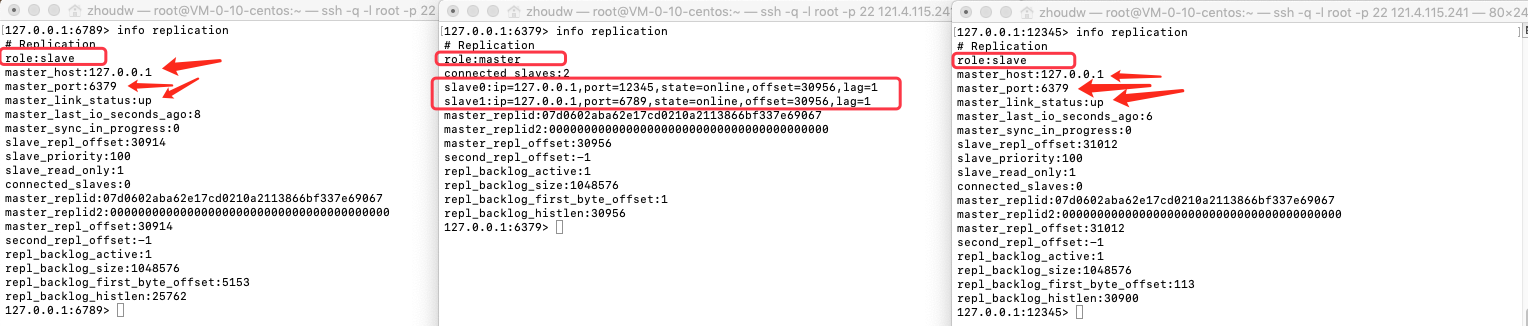 zhoudw — root@VM-0-10-centos:~ — ssh -q -l root -p 22
[127.0.0.1:6789> info replication
# Replication
role:slave
master_host:127.0.0.1
master_port:6379
master_link_status:up
master_last_io_seconds_ago:8
master_sync_in_progress:0
slave_repl_offset:30914
slave_priority:100
slave_read_only:1
connected_slaves:0
master_replid:07d0602aba62e17cd0210a2113866bf337e69067
master_replid2:0000000000000000000000000000000000000000
master_repl_offset:30914
second_repl_offset:-1
repl_backlog_active:1
repl_backlog_size:1048576
repl_backlog_first_byte_offset:5153
repl_backlog_histlen:25762
127.0.0.1:6789>
zhoudw — root@VM-0-10-centos:~ — ssh -q -l root -p 22 121.4.115.241
[127.0.0.1:6379> info replication
# Replication
role:master
connected_slaves:2
slave0:ip=127.0.0.1,port=12345,state=online,offset=30956,lag=1
slave1:ip=127.0.0.1,port=6789,state=online,offset=30956,lag=1
master_replid:07d0602aba62e17cd0210a2113866bf337e69067
master_replid2:0000000000000000000000000000000000000000
master_repl_offset:30956
second_repl_offset:-1
repl_backlog_active:1
repl_backlog_size:1048576
repl_backlog_first_byte_offset:1
repl_backlog_histlen:30956
127.0.0.1:6379>
zhoudw — root@VM-0-10-centos:~ — ssh -q -l root -p 22 121.4.115.241 — 80×24
[127.0.0.1:12345> info replication ]
# Replication
role:slave
master_host:127.0.0.1
master_port:6379
master_link_status:up
master_last_io_seconds_ago:6
master_sync_in_progress:0
slave_repl_offset:31012
slave_priority:100
slave_read_only:1
connected_slaves:0
master_replid:07d0602aba62e17cd0210a2113866bf337e69067
master_replid2:0000000000000000000000000000000000000000
master_repl_offset:31012
second_repl_offset:-1
repl_backlog_active:1
repl_backlog_size:1048576
repl_backlog_first_byte_offset:113
repl_backlog_histlen:30900
127.0.0.1:12345>